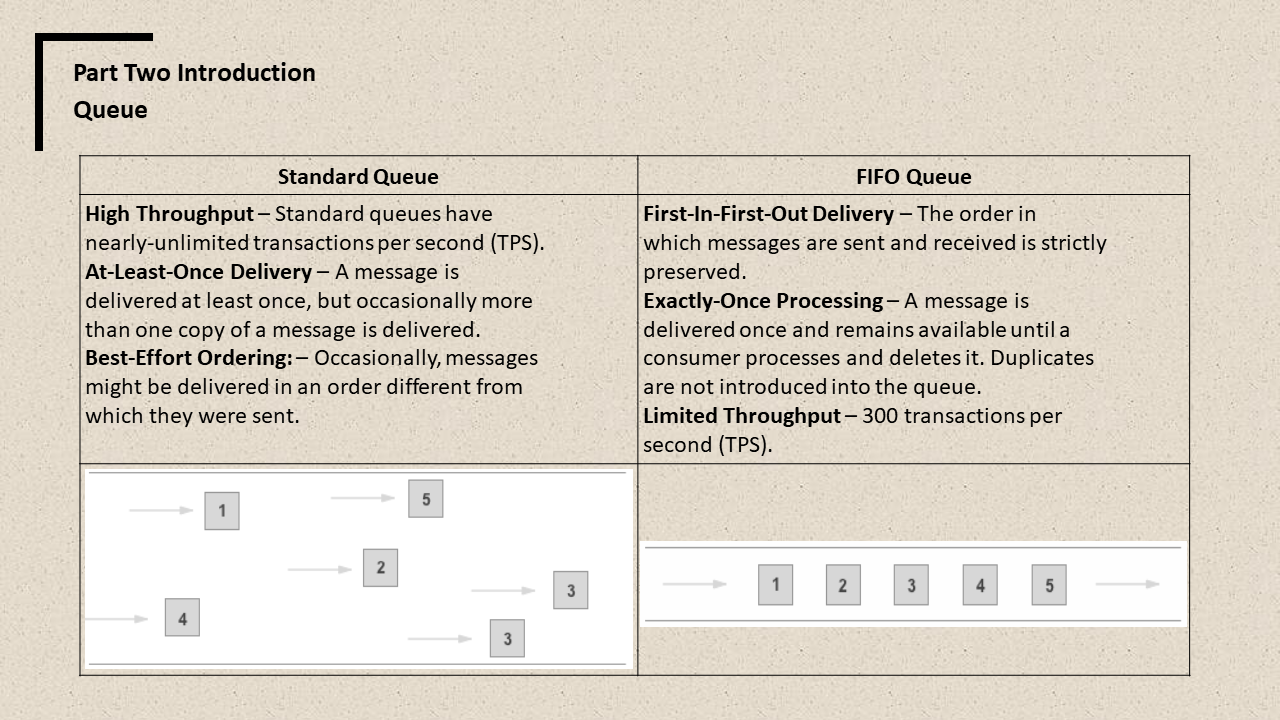 Part Two Introduction
Queue
Standard Queue
High Throughput – Standard queues have
nearly-unlimited transactions per second (TPS).
At-Least-Once Delivery – A message is
delivered at least once, but occasionally more
than one copy of a message is delivered.
Best-Effort Ordering: – Occasionally, messages
might be delivered in an order different from
which they were sent.
FIFO Queue
First-In-First-Out Delivery – The order in
which messages are sent and received is strictly
preserved.
Exactly-Once Processing – A message is
delivered once and remains available until a
consumer processes and deletes it. Duplicates
are not introduced into the queue.
Limited Throughput – 300 transactions per
second (TPS).
1
5
2
3
4
3
1 2 3 4 5